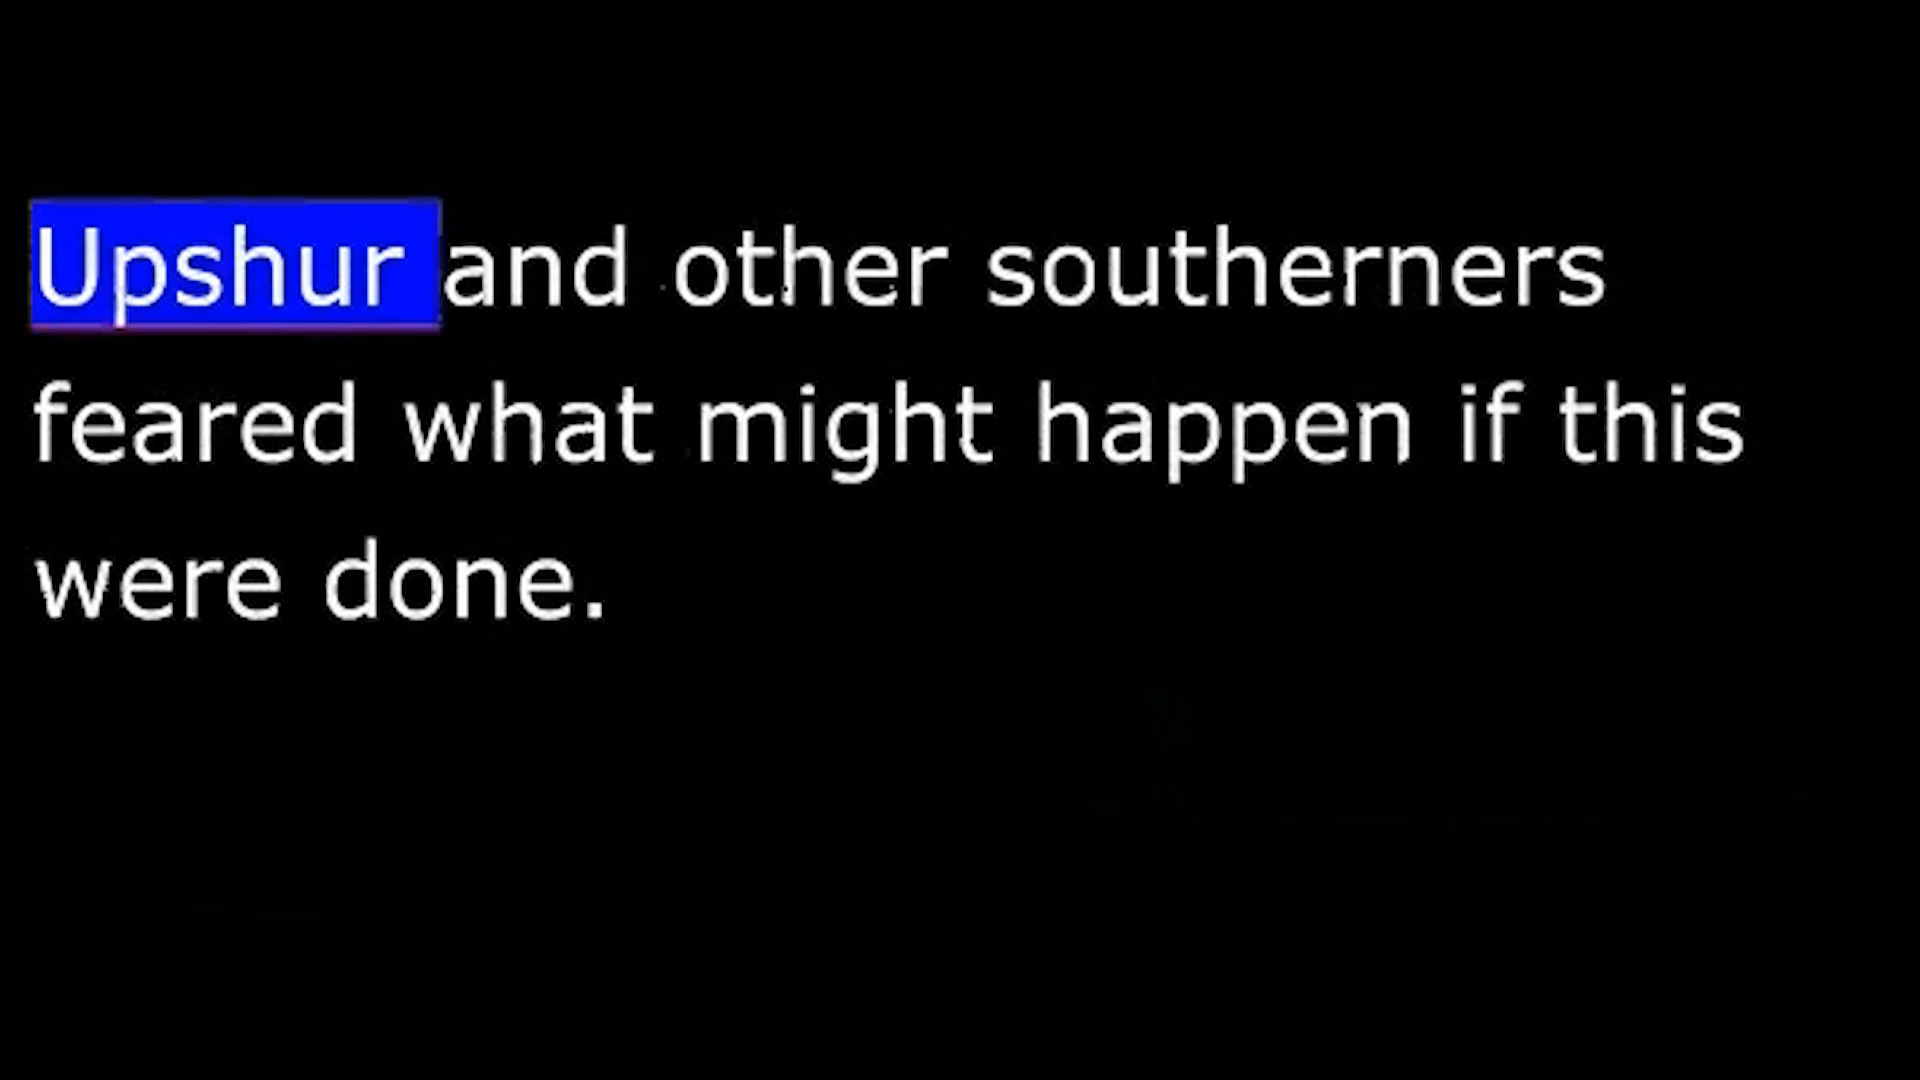 Upshur and other southerners
feared what might happen if this
were done.